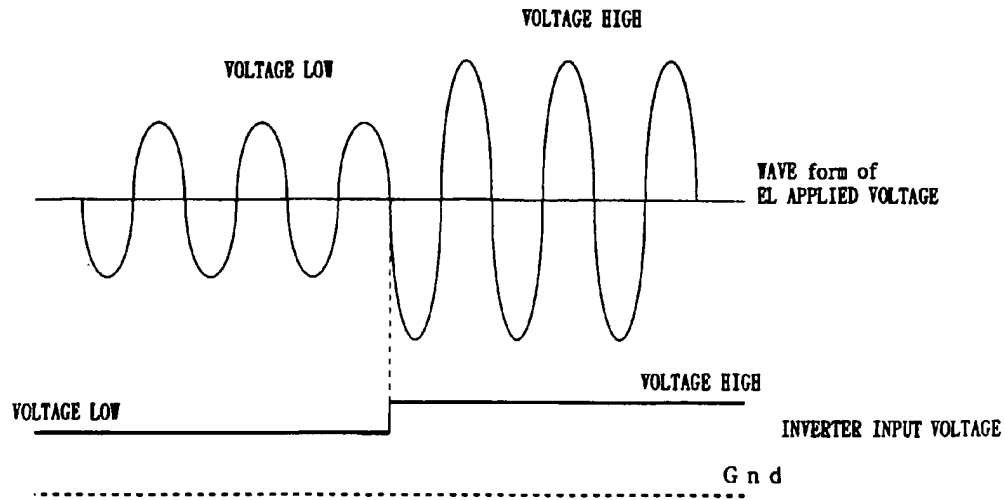 VOLTAGE HIGH
VOLTAGE LOW
WAVE form of
EL APPLIED VOLTAGE
VOLTAGE HIGH
VOLTAGE LOW
INVERTER INPUT VOLTAGE
Gnd